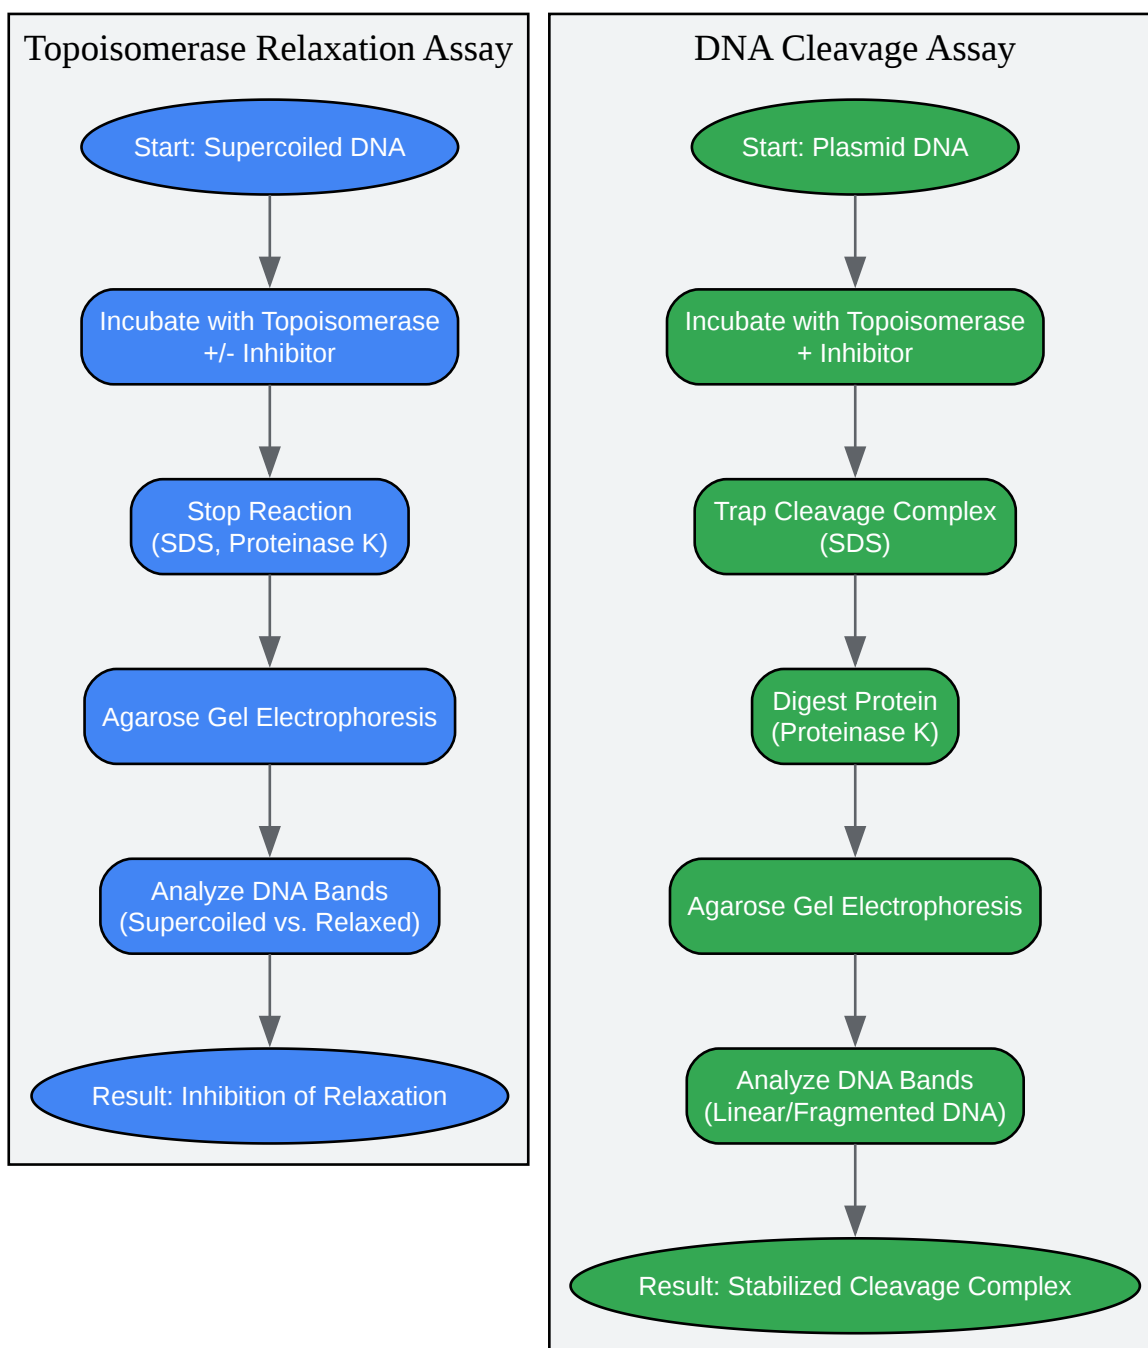 Topoisomerase Relaxation Assay
Start: Supercoiled DNA
Incubate with Topoisomerase
+/- Inhibitor
Stop Reaction
(SDS, Proteinase K)
Agarose Gel Electrophoresis
Analyze DNA Bands
(Supercoiled vs. Relaxed)
Result: Inhibition of Relaxation
DNA Cleavage Assay
Start: Plasmid DNA
Incubate with Topoisomerase
+ Inhibitor
Trap Cleavage Complex
(SDS)
Digest Protein
(Proteinase K)
Agarose Gel Electrophoresis
Analyze DNA Bands
(Linear/Fragmented DNA)
Result: Stabilized Cleavage Complex